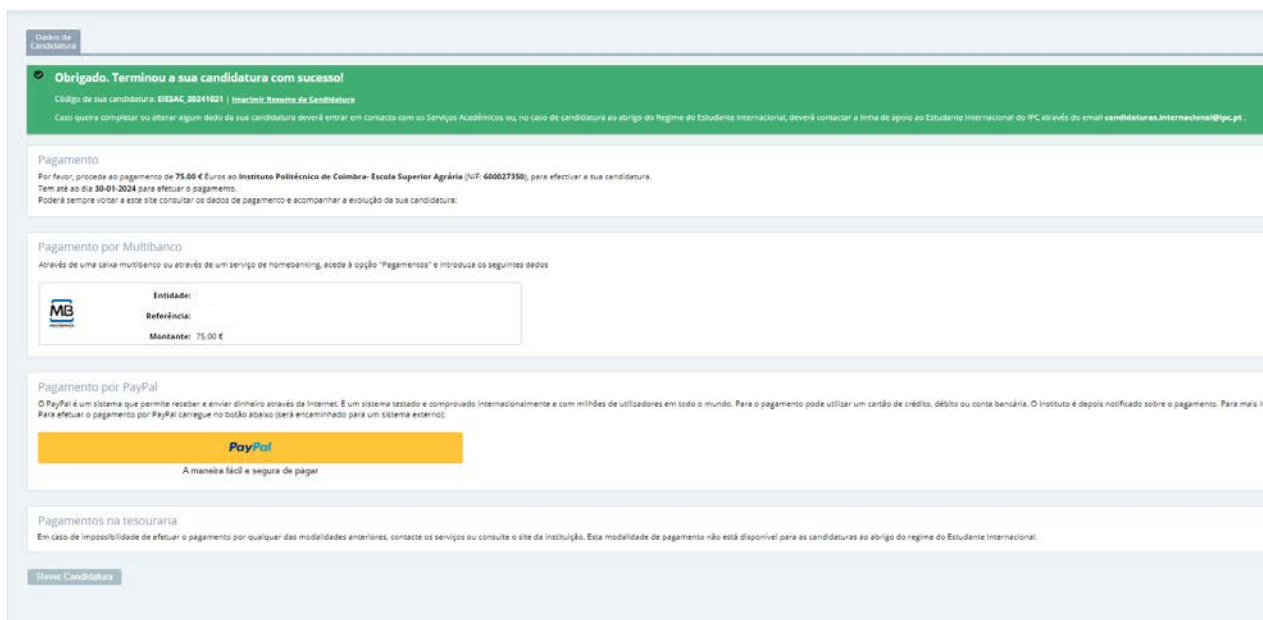 Dados da
Candidatura
Obrigado. Terminou a sua candidatura com sucesso!
Código de sua candidatura: EIESAC_20241021 | Imprimir Resumo da Candidatura
Caso queira completar ou alterar algum dado da sua candidatura deverá entrar em contacto com os Serviços Académicos ou, no caso de candidatura ao abrigo do Regime do Estudante Internacional, deverá contactar a linha de apoio ao Estudante Internacional do IPC através do email candidaturas.internacional@ipc.pt .
Pagamento
Por favor, proceda ao pagamento de 75.00 € Euros ao Instituto Politécnico de Coimbra- Escola Superior Agrária (NIF: 600027350), para efectivar a sua candidatura.
Tem até ao dia 30-01-2024 para efetuar o pagamento.
Poderá sempre voltar a este site consultar os dados de pagamento e acompanhar a evolução da sua candidatura:
Pagamento por Multibanco
Através de uma caixa multibanco ou através de um serviço de homebanking, aceda à opção "Pagamentos" e introduza os seguintes dados
MB
MULTIBANCO
Entidade:
Referência:
Montante: 75.00 €
Pagamento por PayPal
O PayPal é um sistema que permite receber e enviar dinheiro através da Internet. É um sistema testado e comprovado internacionalmente e com milhões de utilizadores em todo o mundo. Para o pagamento pode utilizar um cartão de crédito, débito ou conta bancária. O Instituto é depois notificado sobre o pagamento. Para mais i
Para efetuar o pagamento por PayPal carregue no botão abaixo (será encaminhado para um sistema externo):
PayPal
A maneira fácil e segura de pagar
Pagamentos na tesouraria
Em caso de impossibilidade de efetuar o pagamento por qualquer das modalidades anteriores, contacte os serviços ou consulte o site da instituição. Esta modalidade de pagamento não está disponível para as candidaturas ao abrigo do regime do Estudante Internacional.
Rever Candidatura